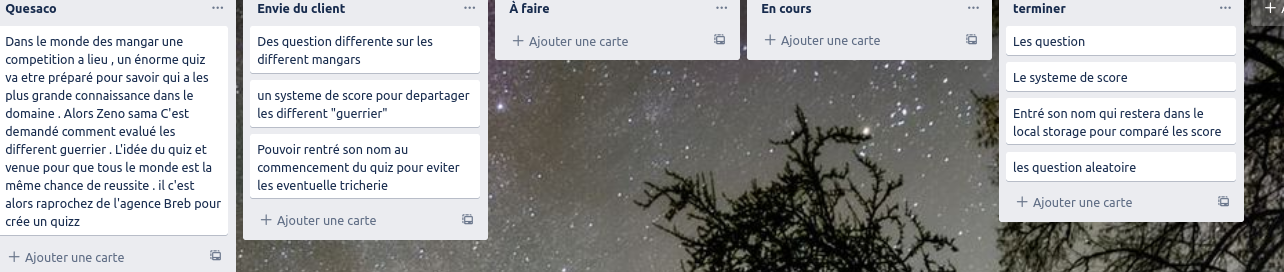 Quesaco
Dans le monde des mangar une
competition a lieu , un énorme quiz
va etre préparé pour savoir qui a les
plus grande connaissance dans le
domaine . Alors Zeno sama C'est
demandé comment evalué les
different guerrier . L'idée du quiz et
venue pour que tous le monde est la
même chance de reussite . il c'est
alors raprochez de l'agence Breb pour
crée un quizz
+ Ajouter une carte
Envie du client
Des question differente sur les
different mangars
un systeme de score pour departager
les different "guerrier"
Pouvoir rentré son nom au
commencement du quiz pour eviter
les eventuelle tricherie
+ Ajouter une carte
À faire
+ Ajouter une carte
En cours
+ Ajouter une carte
terminer
Les question
Le systeme de score
Entré son nom qui restera dans le
local storage pour comparé les score
les question aleatoire
+ Ajouter une carte